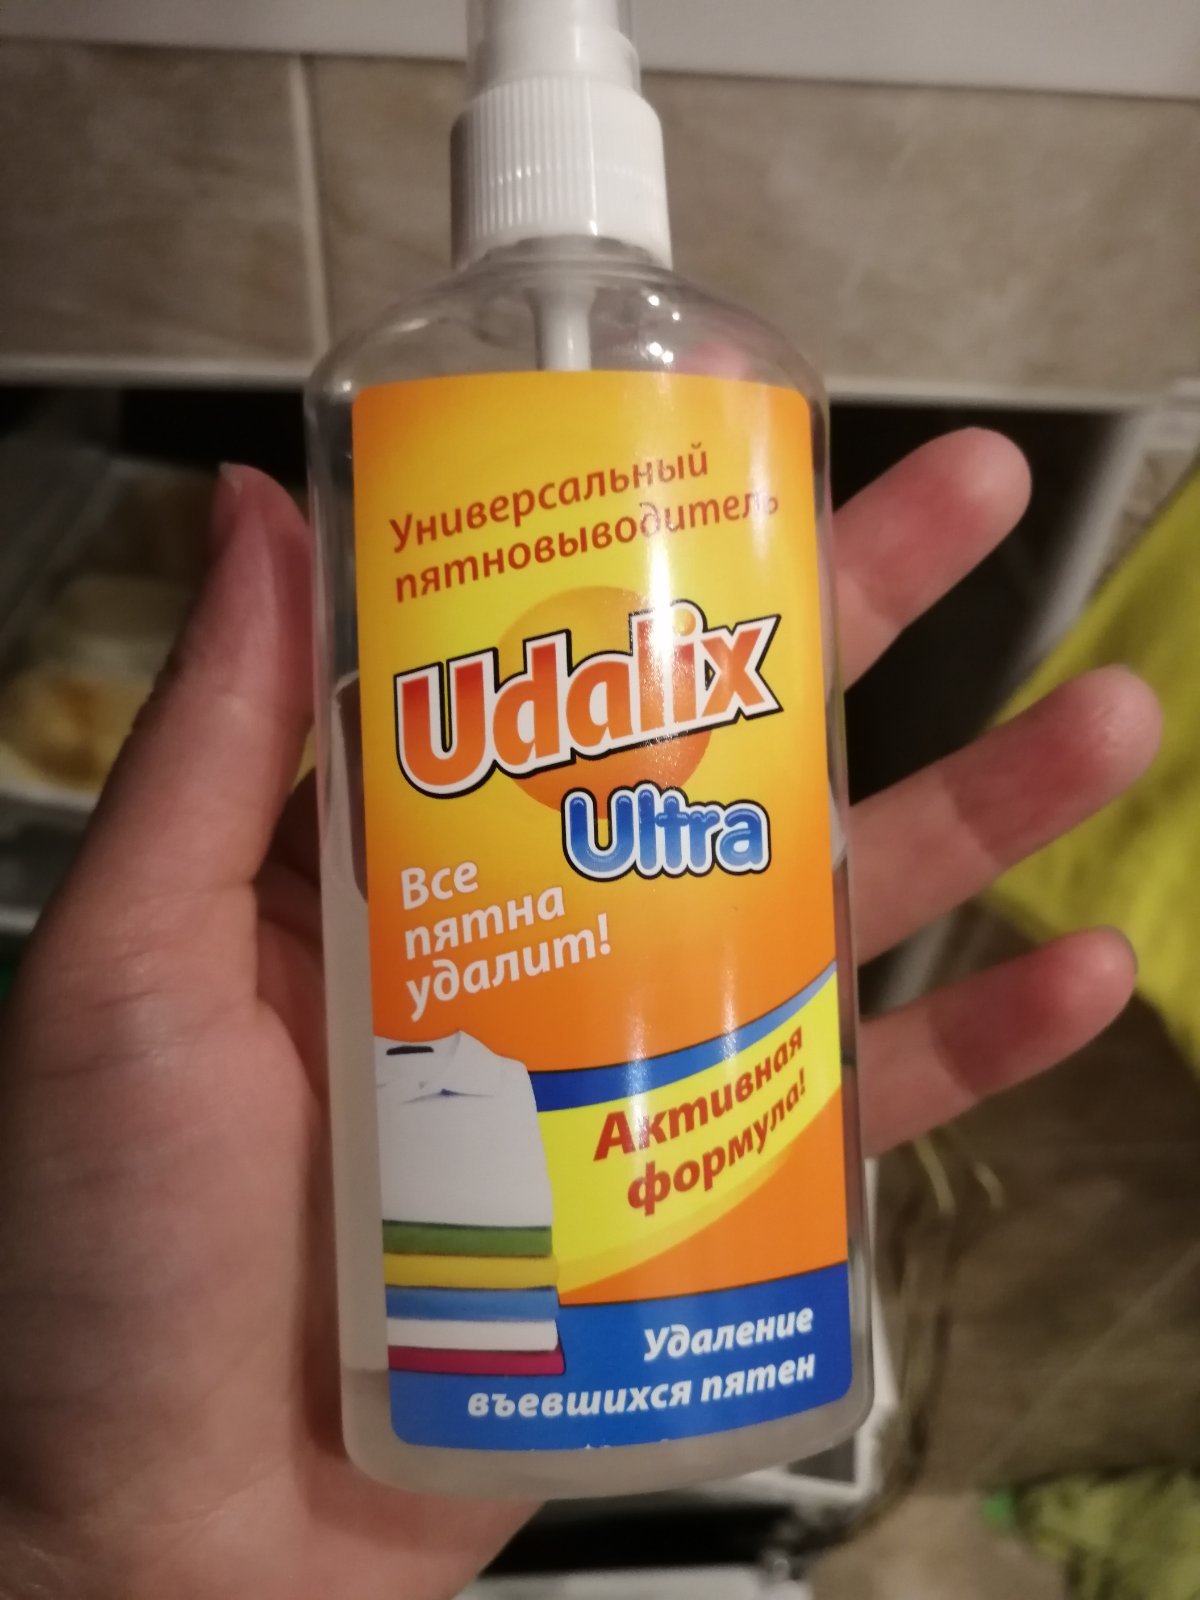 Универсальный
пятновыводитель
Udalix
Ultra
Все
пятна
удалит!
Активная
формула!
Удаление
въевшихся пятен